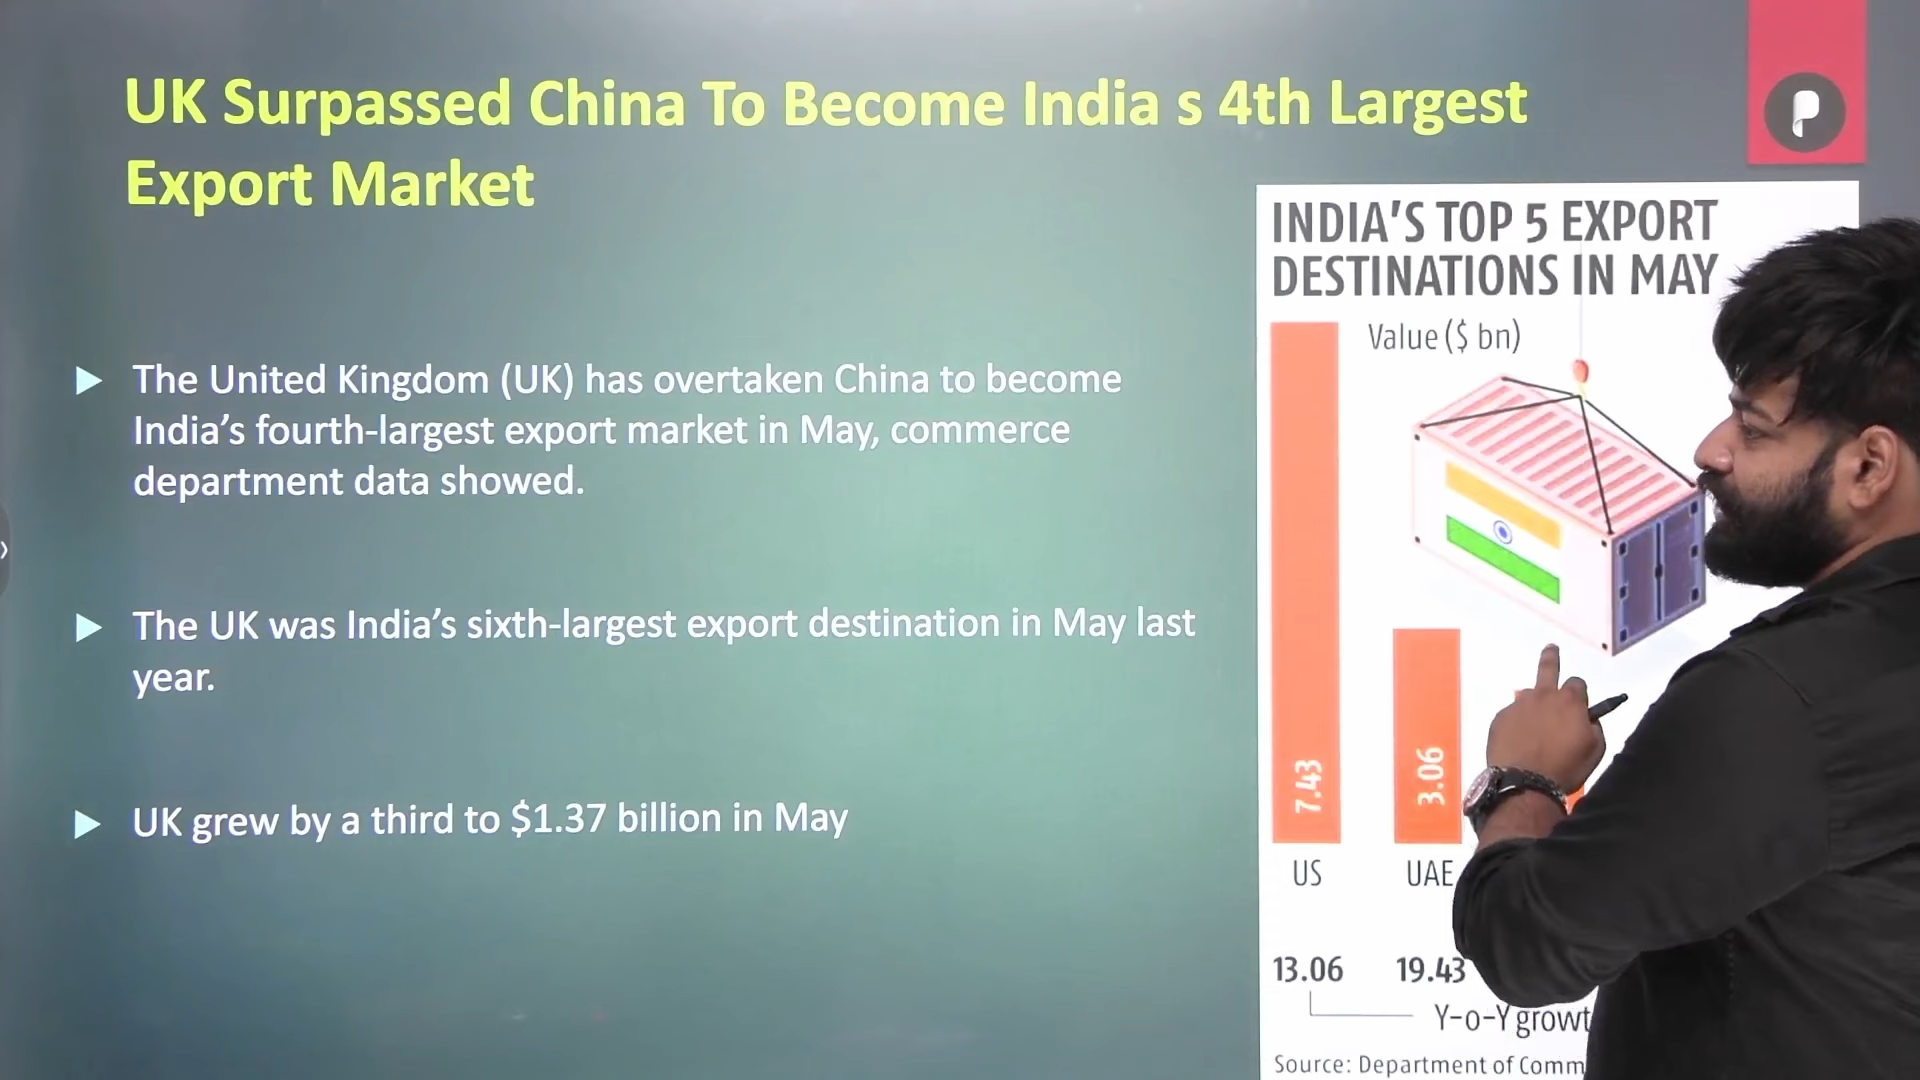 UK Surpassed China To Become India s 4th Largest
Export Market
INDIA'S TOP 5 EXPORT
DESTINATIONS IN MAY
Value ($ bn)
The United Kingdom (UK) has overtaken China to become
India’s fourth-largest export market in May, commerce
department data showed.
The UK was India’s sixth-largest export destination in May last
year.
UK grew by a third to $1.37 billion in May
7.43
3.06
US
UAE
13.06
19.43
Y-o-Y
Source: Department of